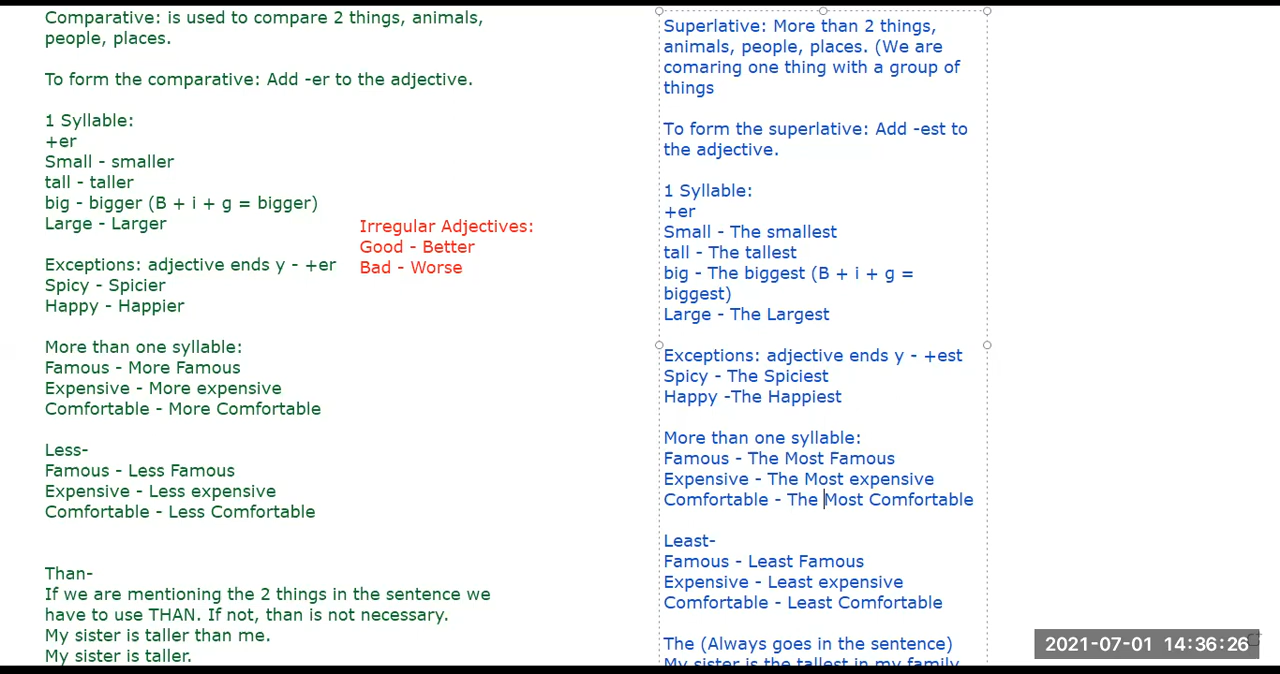 Comparative: is used to compare 2 things, animals,
people, places.
To form the comparative: Add -er to the adjective.
1 Syllable:
+er
Small - smaller
tall - taller
big - bigger (B + i + g = bigger)
Large - Larger
Exceptions: adjective ends y - +er
Spicy - Spicier
Happy - Happier
More than one syllable:
Famous - More Famous
Expensive - More expensive
Comfortable - More Comfortable
Less-
Famous - Less Famous
Expensive - Less expensive
Comfortable - Less Comfortable
Than-
If we are mentioning the 2 things in the sentence we
have to use THAN. If not, than is not necessary.
My sister is taller than me.
My sister is taller.
Irregular Adjectives:
Good - Better
Bad - Worse
Superlative: More than 2 things,
animals, people, places. (We are
comaring one thing with a group of
things
To form the superlative: Add -est to
the adjective.
1 Syllable:
+er
Small - The smallest
tall - The tallest
big - The biggest (B + i + g =
biggest)
Large - The Largest
Exceptions: adjective ends y - +est
Spicy - The Spiciest
Happy -The Happiest
More than one syllable:
Famous - The Most Famous
Expensive - The Most expensive
Comfortable - The Most Comfortable
Least-
Famous - Least Famous
Expensive - Least expensive
Comfortable - Least Comfortable
The (Always goes in the sentence)
My sister is the tallest in my family
2021-07-01 14:36:26